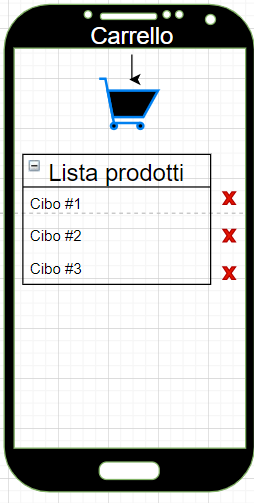 Carrello
Lista prodotti
Cibo #1
Cibo #2
Cibo #3